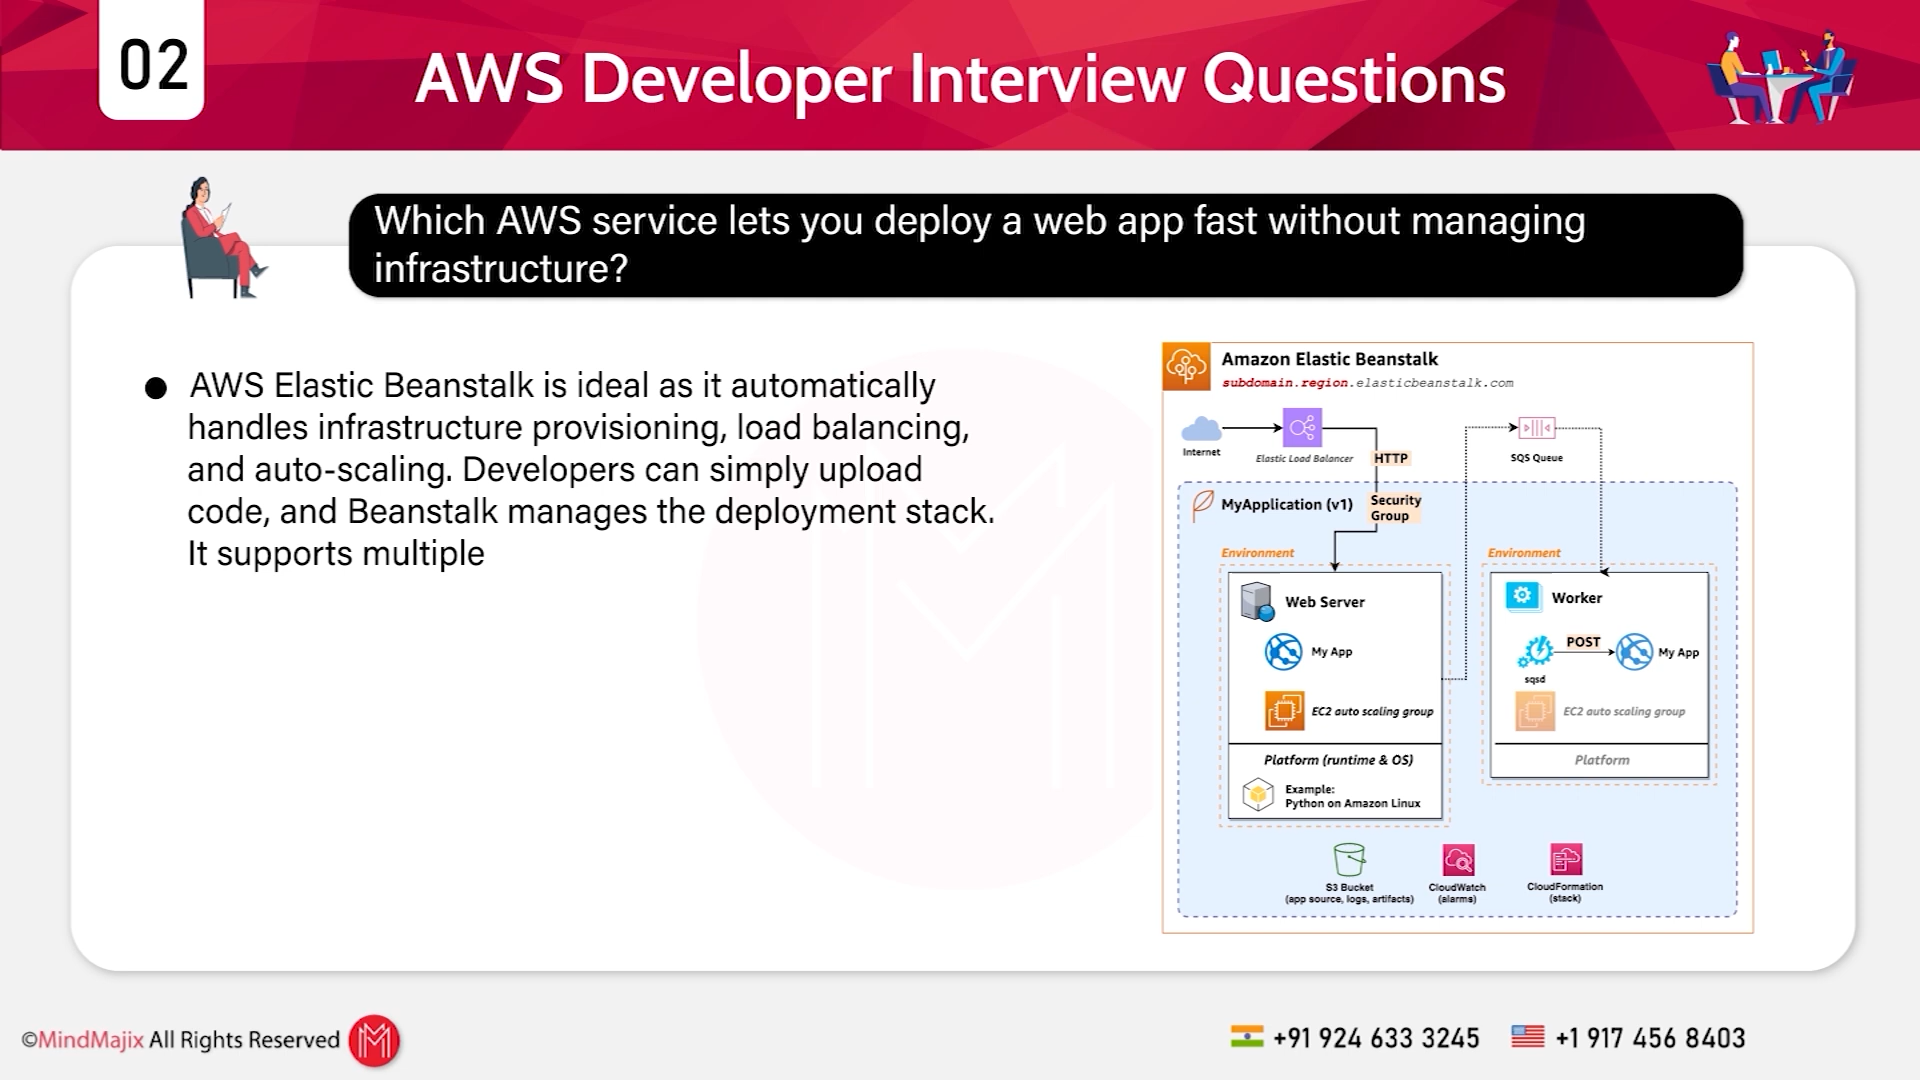 02
AWS Developer Interview Questions
Which AWS service lets you deploy a web app fast without managing
infrastructure?
● AWS Elastic Beanstalk is ideal as it automatically
handles infrastructure provisioning, load balancing,
and auto-scaling. Developers can simply upload
code, and Beanstalk manages the deployment stack.
It supports multiple
Amazon Elastic Beanstalk
subdomain.region.elasticbeanstalk.com
Internet
Elastic Load Balancer
HTTP
SQS Queue
MyApplication (v1)
Security
Group
Environment
Web Server
My App
EC2 auto scaling group
Platform (runtime & OS)
Example:
Python on Amazon Linux
Environment
Worker
POST
sqsd
My App
EC2 auto scaling group
Platform
S3 Bucket
(app source, logs, artifacts)
CloudWatch
(alarms)
CloudFormation
(stack)
©MindMajix All Rights Reserved
+91 924 633 3245
+1 917 456 8403